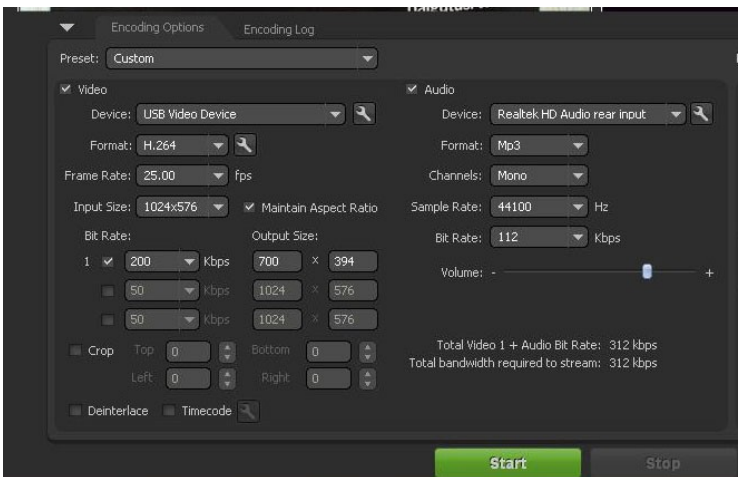 Encoding Options
Encoding Log
Preset: Custom
Video
Device: USB Video Device
Format: H.264
Frame Rate: 25.00 fps
Input Size: 1024x576 Maintain Aspect Ratio
Bit Rate: Output Size:
1 200 Kbps 700 x 394
50 Kbps 1024 x 576
50 Kbps 1024 x 576
Crop Top 0 Bottom 0
Left 0 Right 0
Deinterlace Timecode
Audio
Device: Realtek HD Audio rear input
Format: Mp3
Channels: Mono
Sample Rate: 44100 Hz
Bit Rate: 112 Kbps
Volume: - +
Total Video 1 + Audio Bit Rate: 312 kbps
Total bandwidth required to stream: 312 kbps
Start
Stop